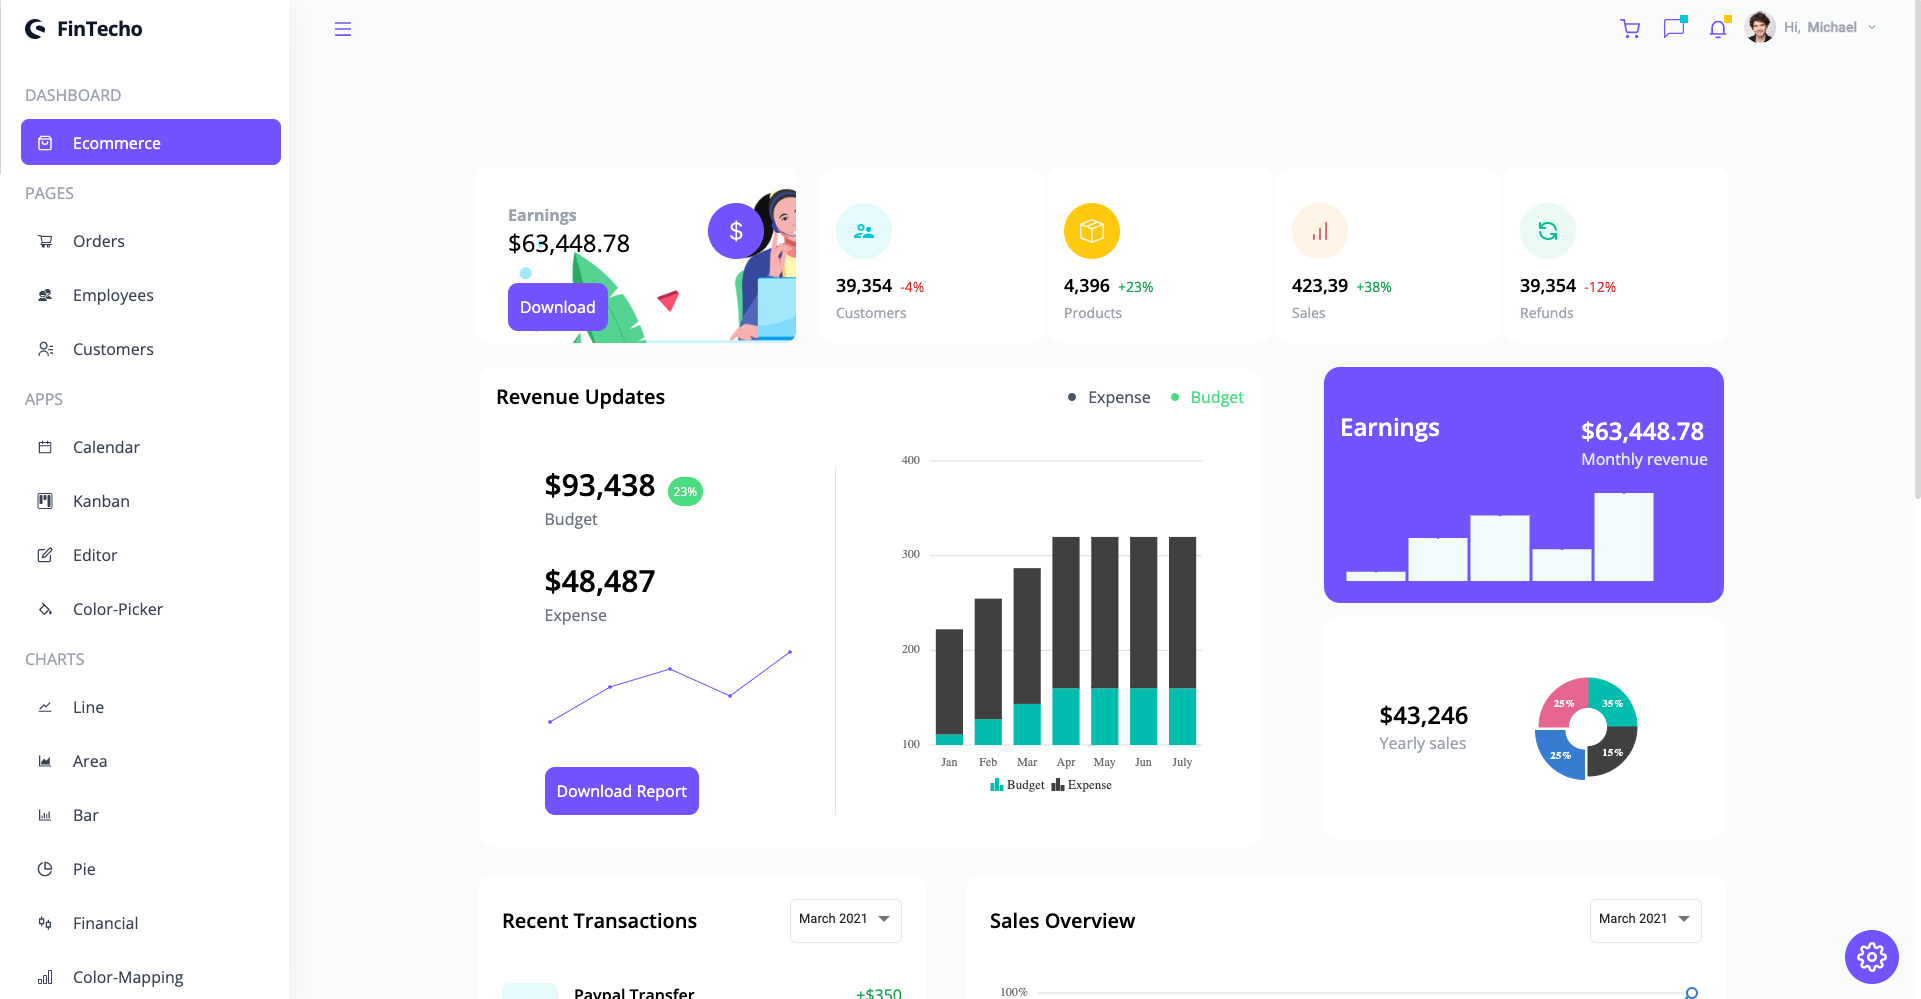 FinTecho
Hi, Michael
DASHBOARD
Ecommerce
PAGES
Orders
Employees
Customers
APPS
Calendar
Kanban
Editor
Color-Picker
CHARTS
Line
Area
Bar
Pie
Financial
Color-Mapping
Earnings
$63,448.78
$
Download
39,354 -4%
Customers
4,396 +23%
Products
423,39 +38%
Sales
39,354 -12%
Refunds
Revenue Updates
Expense Budget
$93,438 23%
Budget
$48,487
Expense
Download Report
400
300
200
100
Jan Feb Mar Apr May Jun July
Budget Expense
Earnings
$63,448.78
Monthly revenue
$43,246
Yearly sales
25% 35%
25% 15%
Recent Transactions
March 2021
Paypal Transfer +$350
Sales Overview
March 2021
100%